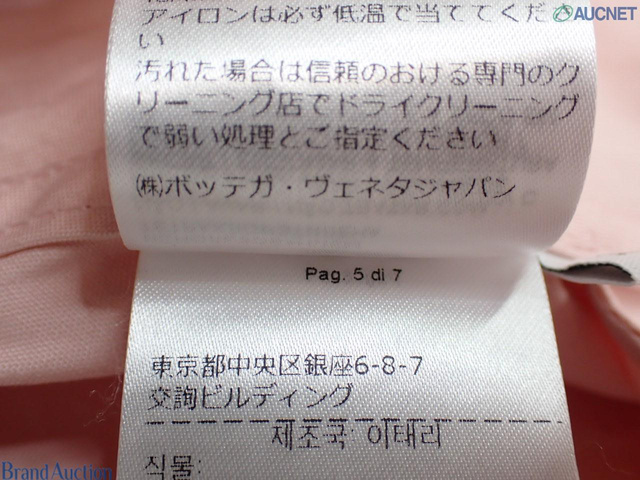 アイロンは必ず低温で当ててくださ
い
汚れた場合は信頼のおける専門のク
リーニング店でドライクリーニング
で弱い処理とご指定ください
(株)ボッテガ・ヴェネタジャパン
Pag. 5 di 7
東京都中央区銀座6-8-7
交詢ビルディング
제조국: 이태리
직물:
AUCNET
Brand Auction